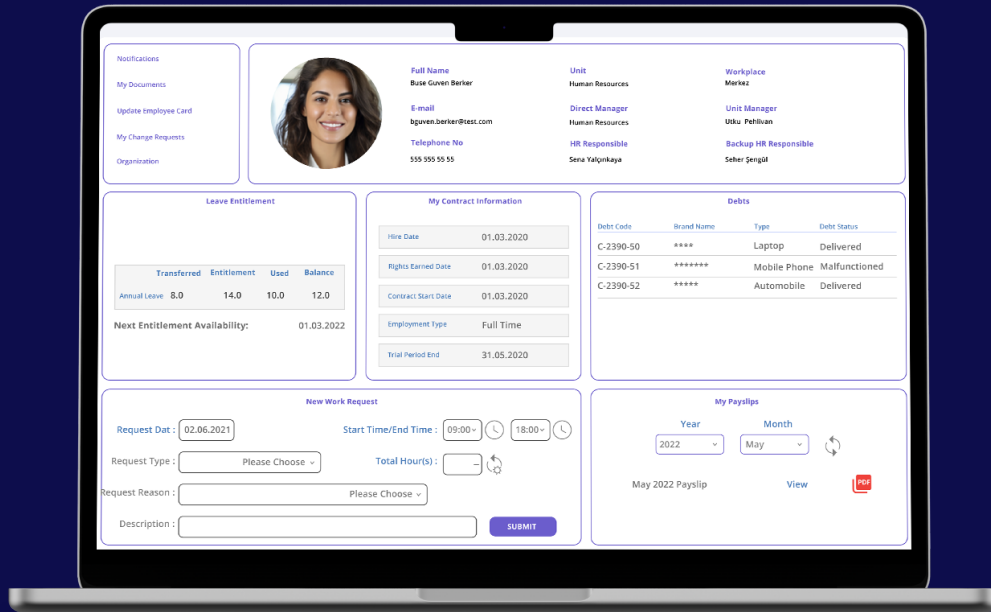 Notifications
My Documents
Update Employee Card
My Change Requests
Organization
Full Name
Buse Guven Berker
Unit
Human Resources
Workplace
Merkez
E-mail
bguven.berker@test.com
Direct Manager
Human Resources
Unit Manager
Utku Pehlivan
Telephone No
555 555 55 55
HR Responsible
Sena Yalçınkaya
Backup HR Responsible
Seher Şengül
Leave Entitlement
Transferred Entitlement Used Balance
Annual Leave 8.0 14.0 10.0 12.0
Next Entitlement Availability: 01.03.2022
My Contract Information
Hire Date 01.03.2020
Rights Earned Date 01.03.2020
Contract Start Date 01.03.2020
Employment Type Full Time
Trial Period End 31.05.2020
Debts
Debt Code Brand Name Type Debt Status
C-2390-50 **** Laptop Delivered
C-2390-51 ******* Mobile Phone Malfunctioned
C-2390-52 ***** Automobile Delivered
New Work Request
Request Dat : 02.06.2021 Start Time/End Time : 09:00 18:00
Request Type : Please Choose Total Hour(s) : –
Request Reason : Please Choose
Description : SUBMIT
My Payslips
Year Month
2022 May
May 2022 Payslip View PDF